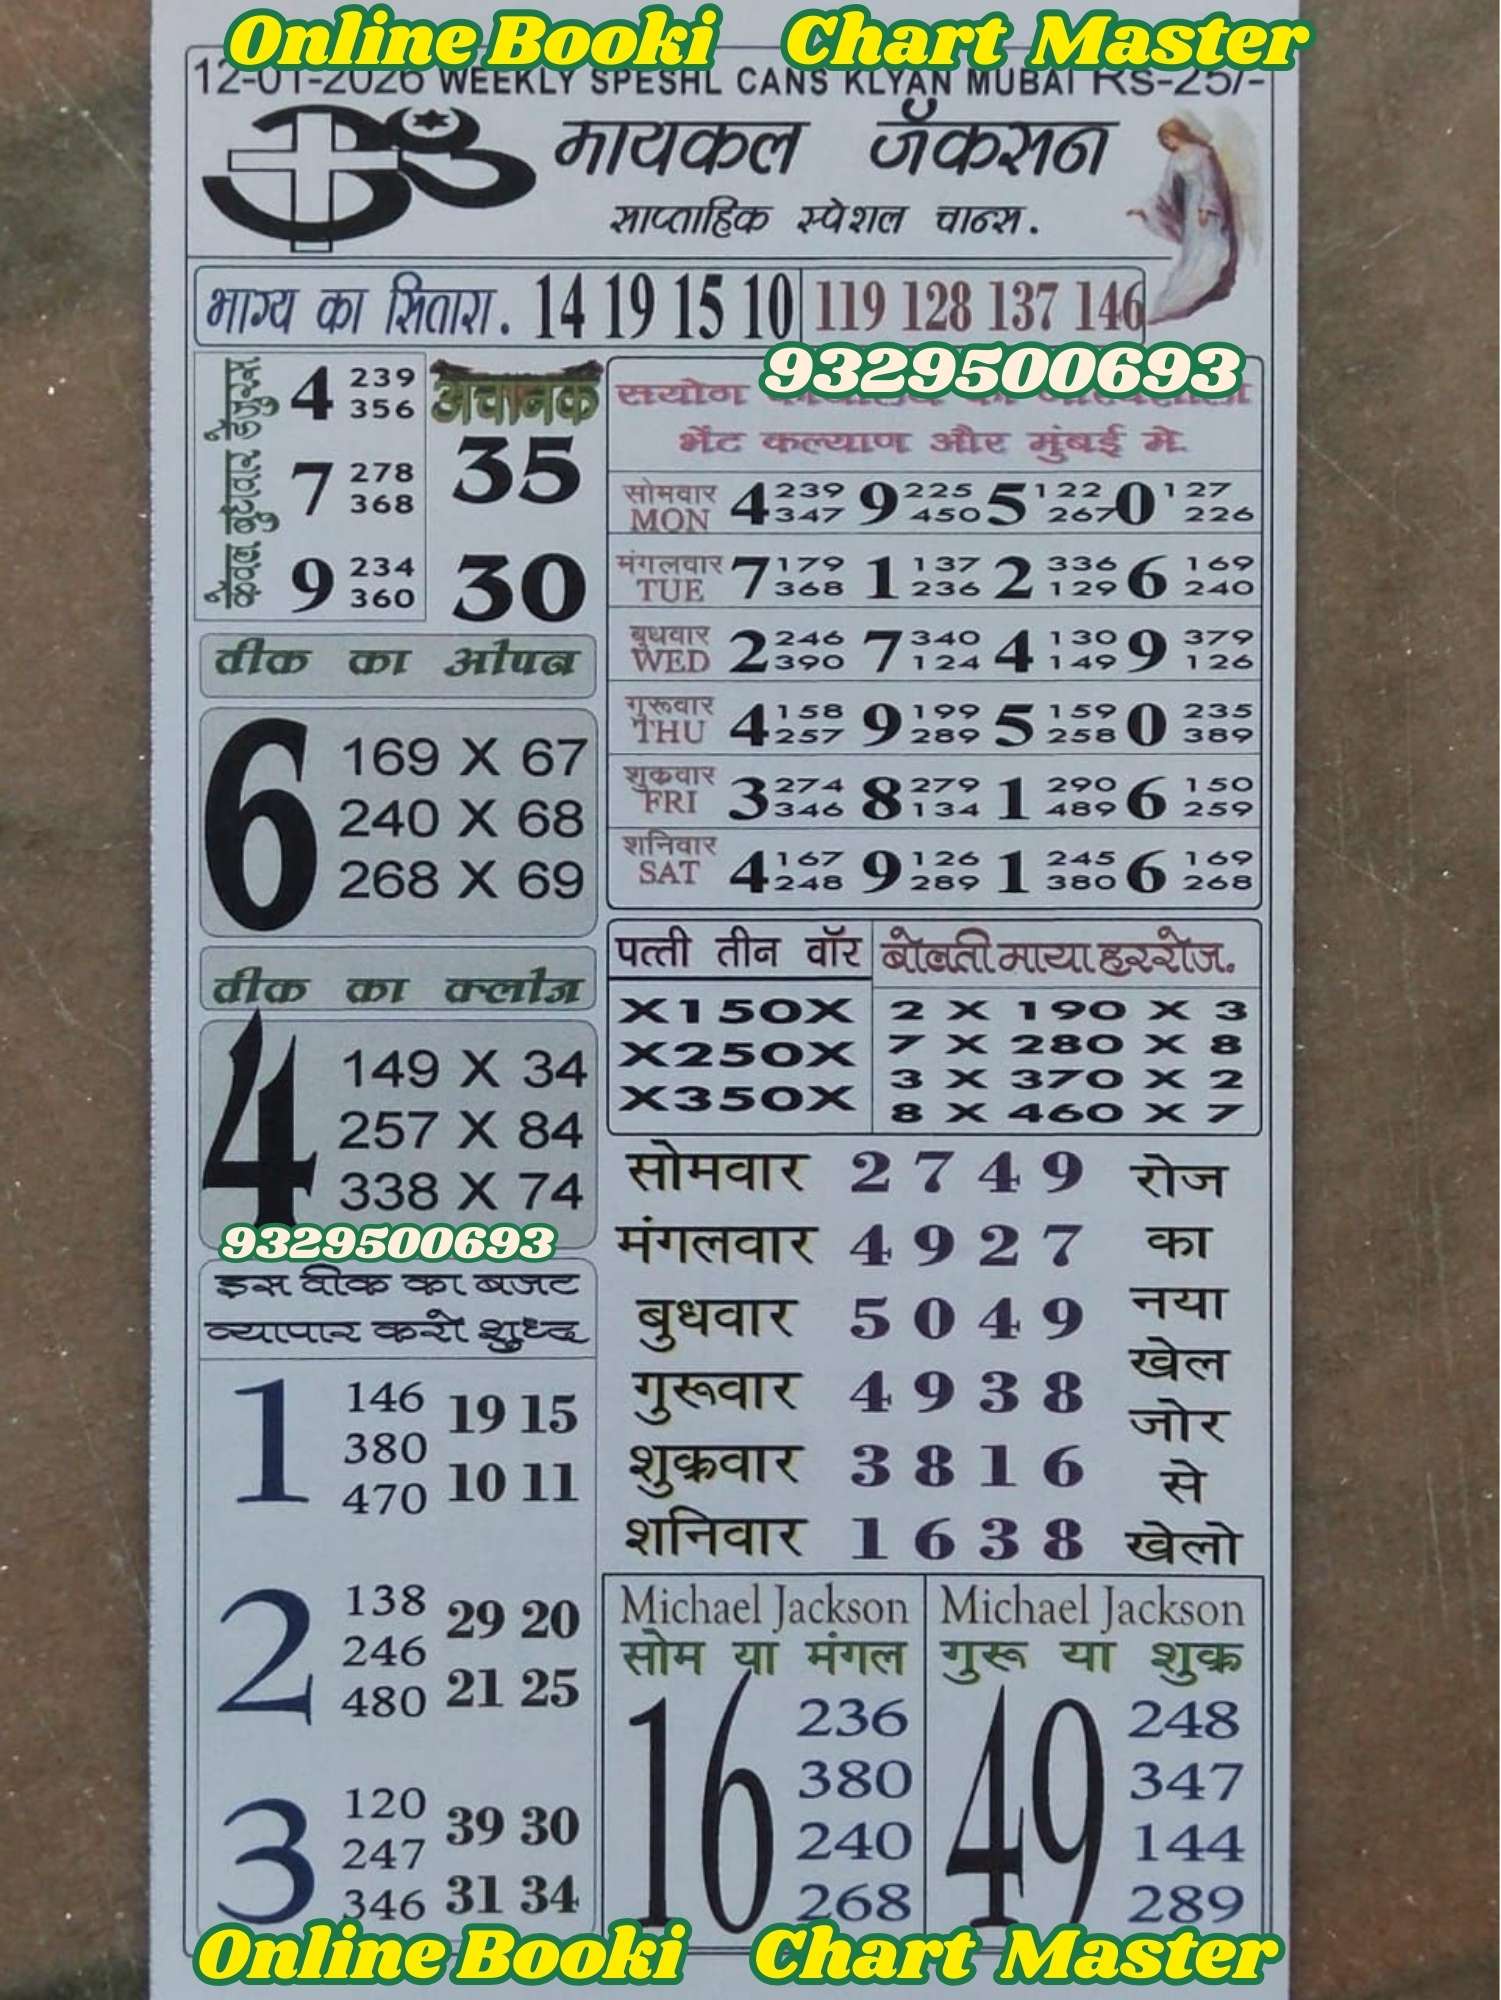 Online Booki Chart Master
12-01-2026 WEEKLY SPESHL CANS KLYAN MUBAI RS-25/-
मायकल जॅकसन
साप्ताहिक स्पेशल चान्स.
भाग्य का सितारा. 14 19 15 10 119 128 137 146
9329500693
केवल बुधवार हेतुगुरूस
4 239 356
7 278 368
9 234 360
अचानक
35
30
सयोग
भेंट कल्याण और मुंबई मे.
सोमवार MON 4 239 347 9 225 450 5 122 267 0 127 226
मंगलवार TUE 7 179 368 1 137 236 2 336 129 6 169 240
बुधवार WED 2 246 390 7 340 124 4 130 149 9 379 126
गुरूवार THU 4 158 257 9 199 289 5 159 258 0 235 389
शुक्रवार FRI 3 274 346 8 279 134 1 290 489 6 150 259
शनिवार SAT 4 167 248 9 126 289 1 245 380 6 169 268
वीक का ओपन
6
169 X 67
240 X 68
268 X 69
वीक का क्लोज
4
149 X 34
257 X 84
338 X 74
9329500693
पत्ती तीन वॉर
X150X
X250X
X350X
बोलती माया हररोज.
2 X 190 X 3
7 X 280 X 8
3 X 370 X 2
8 X 460 X 7
इस वीक का बजट
व्यापार करो शुध्द
1 146 380 470 19 15 10 11
2 138 246 480 29 20 21 25
3 120 247 346 39 30 31 34
सोमवार 2 7 4 9
मंगलवार 4 9 2 7
बुधवार 5 0 4 9
गुरूवार 4 9 3 8
शुक्रवार 3 8 1 6
शनिवार 1 6 3 8
रोज
का
नया
खेल
जोर
से
खेलो
Michael Jackson
सोम या मंगल
16
236
380
240
268
Michael Jackson
गुरू या शुक्र
49
248
347
144
289
Online Booki Chart Master